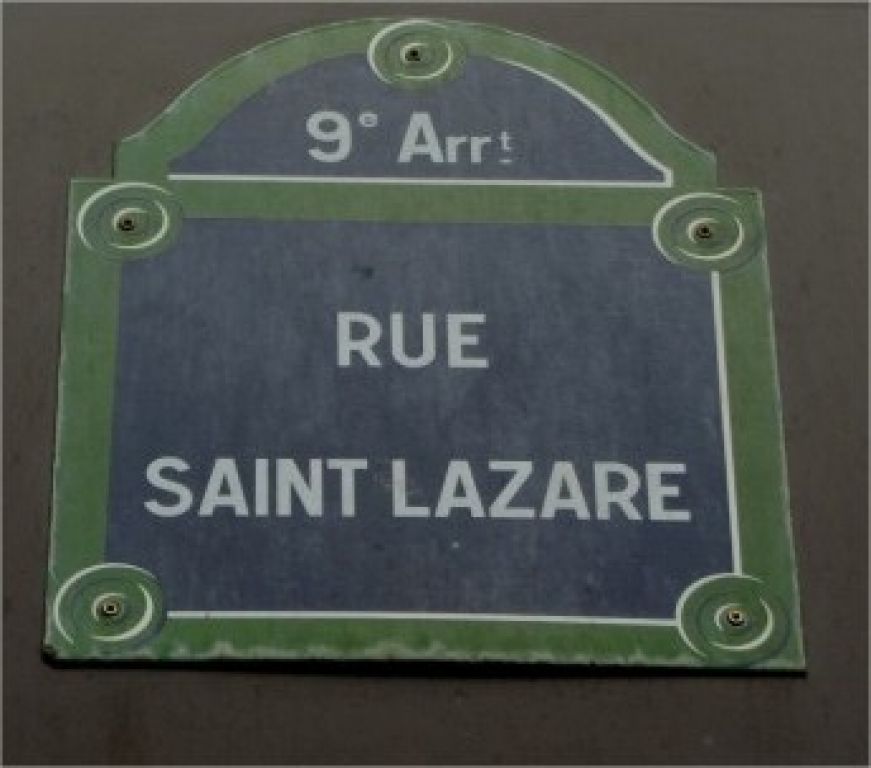 9e Arrt
RUE
SAINT LAZARE